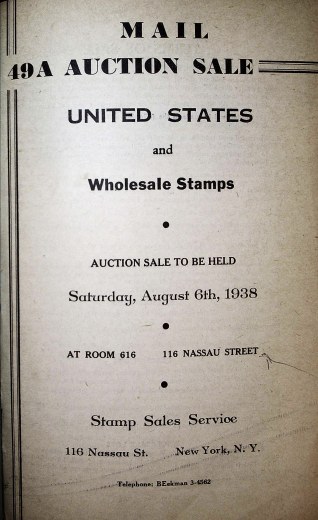 MAIL
49A AUCTION SALE
UNITED STATES
and
Wholesale Stamps
AUCTION SALE TO BE HELD
Saturday, August 6th, 1938
AT ROOM 616 116 NASSAU STREET
Stamp Sales Service
116 Nassau St. New York, N. Y.
Telephone: BEekman 3-4562